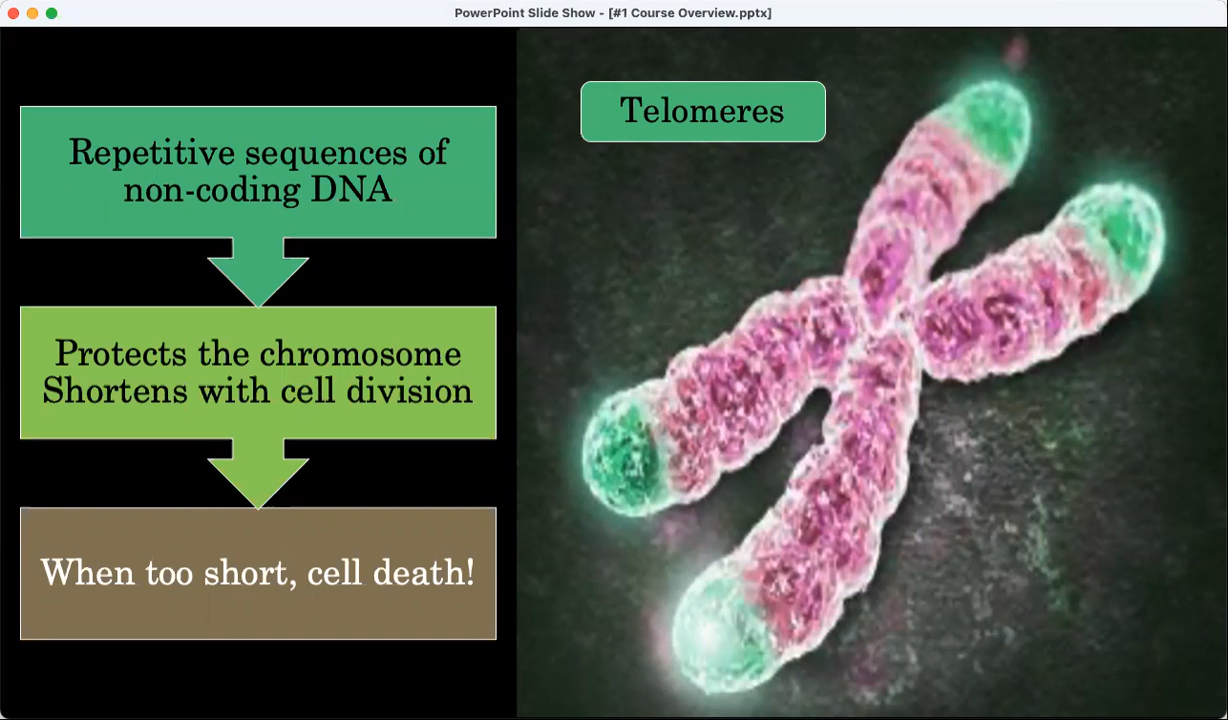 PowerPoint Slide Show - [#1 Course Overview.pptx]
Telomeres
Repetitive sequences of
non-coding DNA
Protects the chromosome
Shortens with cell division
When too short, cell death!